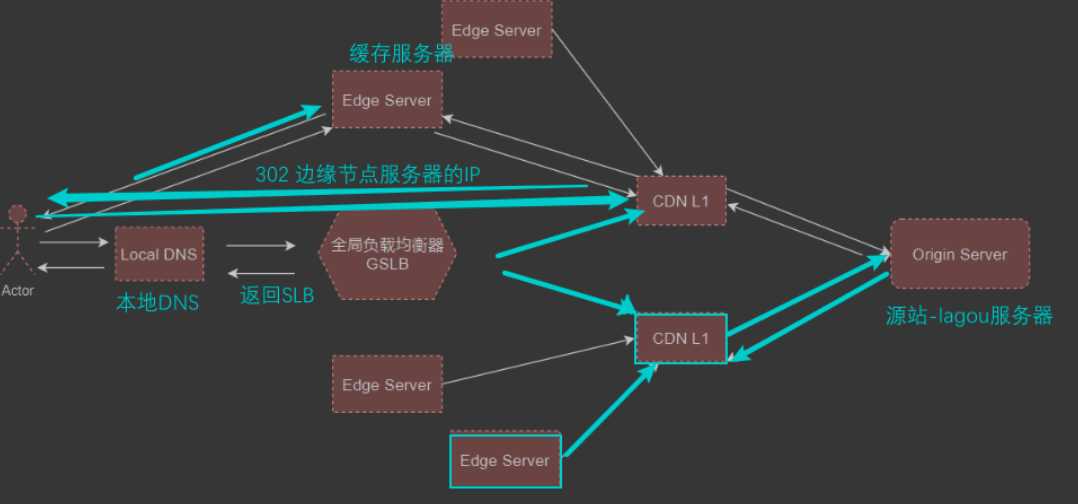 Edge Server
缓存服务器
Edge Server
302 边缘节点服务器的IP
CDN L1
Actor
Local DNS
本地DNS
返回SLB
全局负载均衡器
GSLB
Origin Server
源站-lagou服务器
CDN L1
Edge Server
Edge Server